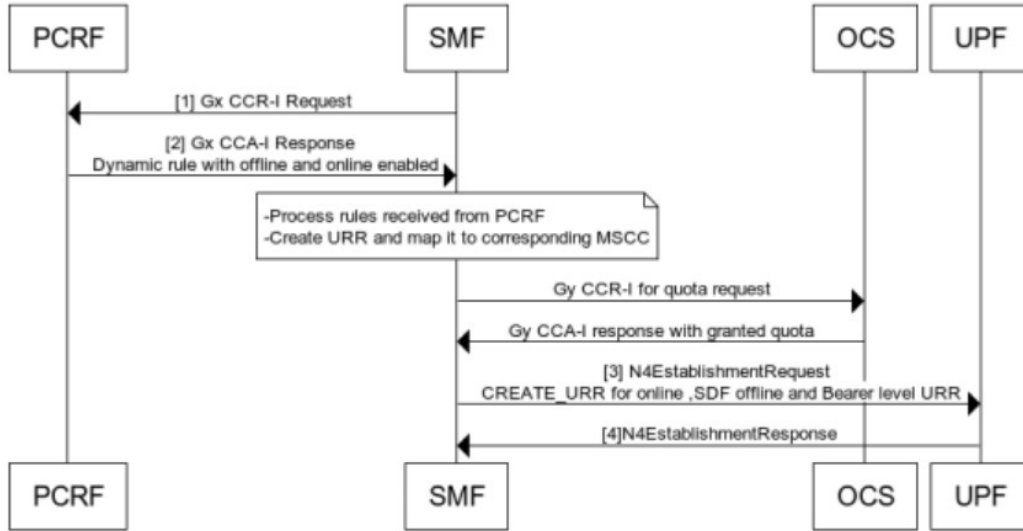 PCRF
SMF
OCS
UPF
[1] Gx CCR-I Request
[2] Gx CCA-I Response
Dynamic rule with offline and online enabled
-Process rules received from PCRF
-Create URR and map it to corresponding MSCC
Gy CCR-I for quota request
Gy CCA-I response with granted quota
[3] N4EstablishmentRequest
CREATE_URR for online ,SDF offline and Bearer level URR
[4]N4EstablishmentResponse
PCRF
SMF
OCS
UPF